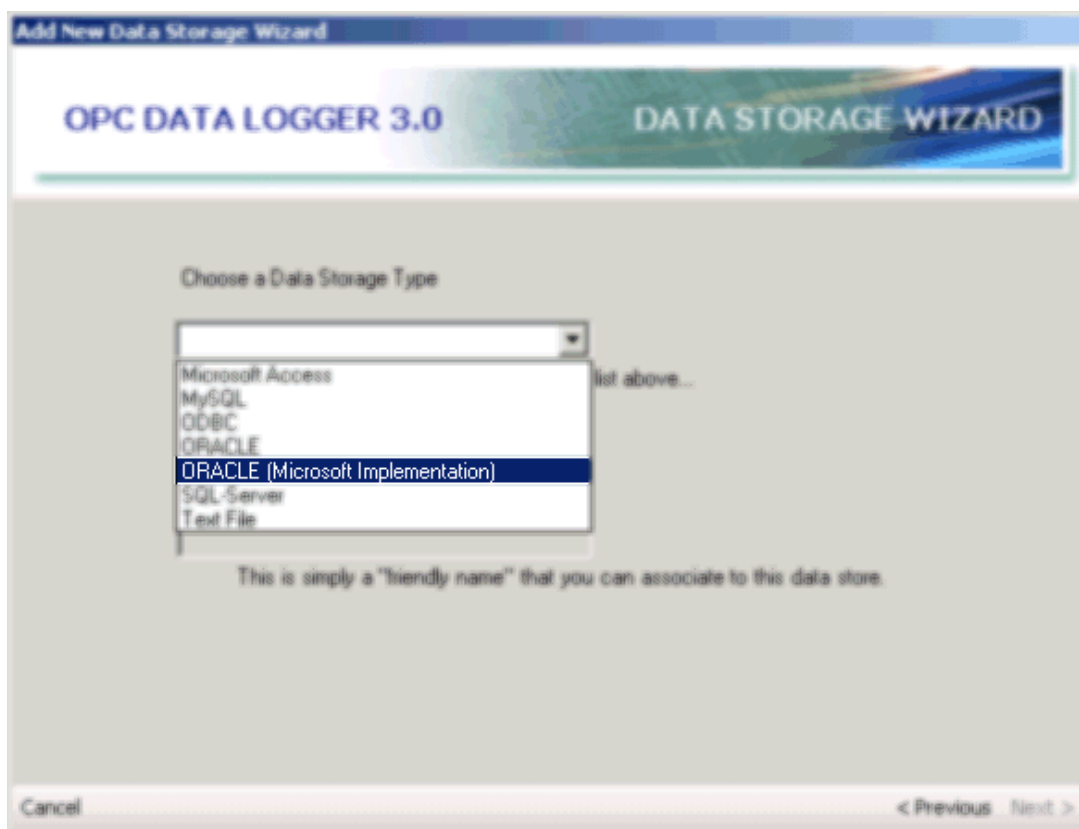 Add New Data Storage Wizard
OPC DATA LOGGER 3.0 DATA STORAGE WIZARD
Choose a Data Storage Type
Microsoft Access
list above...
MySQL
ODBC
ORACLE
ORACLE (Microsoft Implementation)
SQL-Server
Text File
This is simply a "friendly name" that you can associate to this data store.
Cancel < Previous Next >